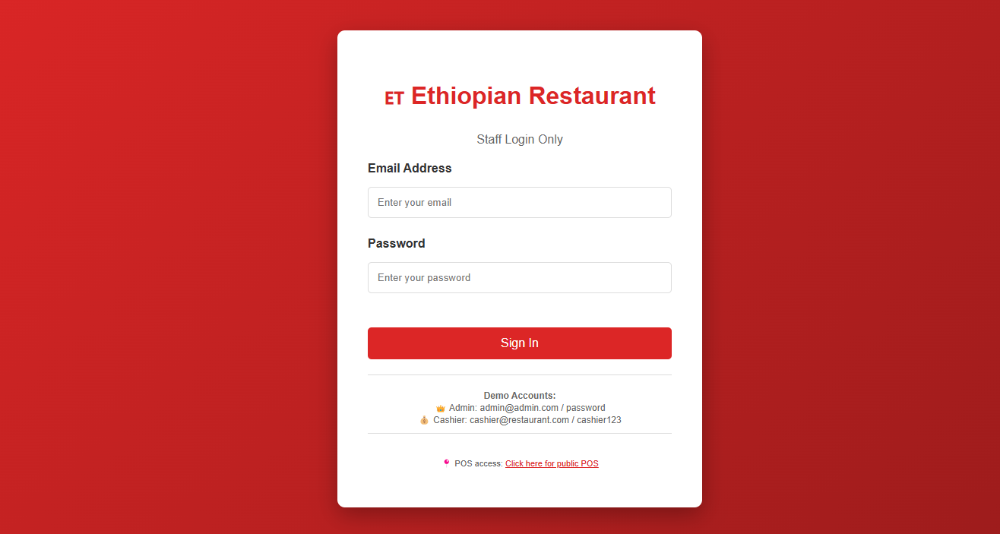 ET Ethiopian Restaurant
Staff Login Only
Email Address
Enter your email
Password
Enter your password
Sign In
Demo Accounts:
👑 Admin: admin@admin.com / password
💰 Cashier: cashier@restaurant.com / cashier123
📍 POS access: Click here for public POS